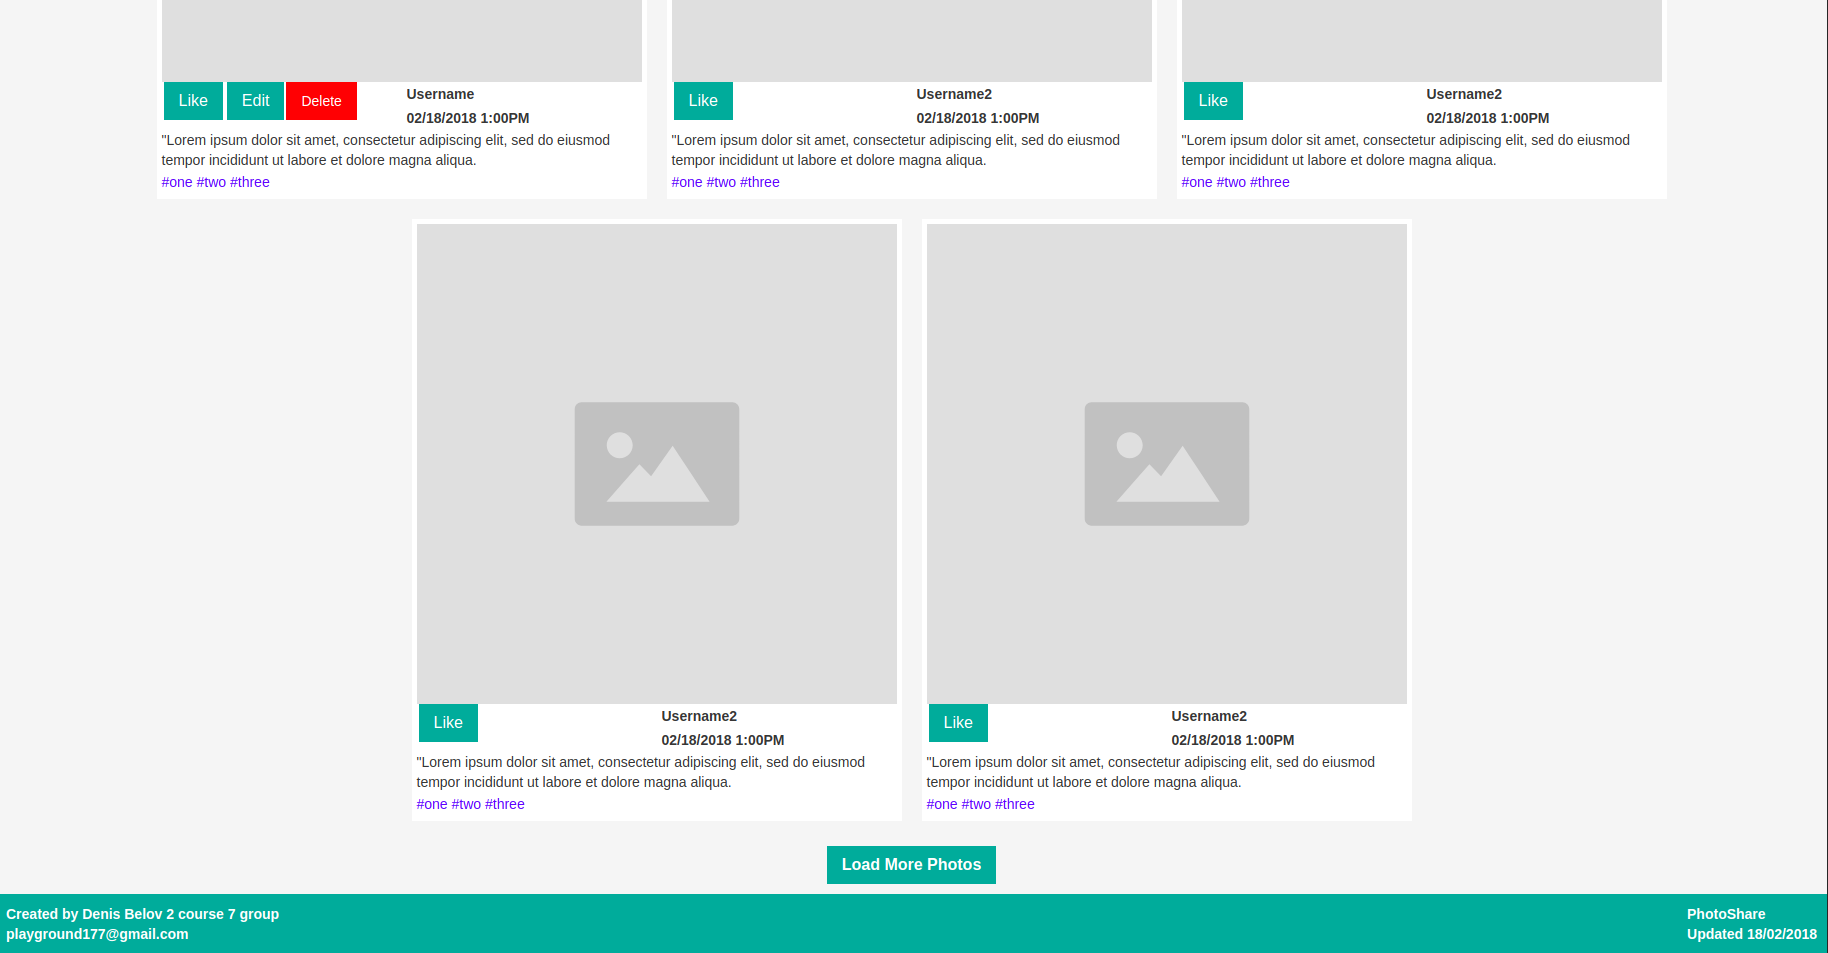 Like Edit Delete Username
02/18/2018 1:00PM
"Lorem ipsum dolor sit amet, consectetur adipiscing elit, sed do eiusmod
tempor incididunt ut labore et dolore magna aliqua.
#one #two #three
Like Username2
02/18/2018 1:00PM
"Lorem ipsum dolor sit amet, consectetur adipiscing elit, sed do eiusmod
tempor incididunt ut labore et dolore magna aliqua.
#one #two #three
Like Username2
02/18/2018 1:00PM
"Lorem ipsum dolor sit amet, consectetur adipiscing elit, sed do eiusmod
tempor incididunt ut labore et dolore magna aliqua.
#one #two #three
Like Username2
02/18/2018 1:00PM
"Lorem ipsum dolor sit amet, consectetur adipiscing elit, sed do eiusmod
tempor incididunt ut labore et dolore magna aliqua.
#one #two #three
Like Username2
02/18/2018 1:00PM
"Lorem ipsum dolor sit amet, consectetur adipiscing elit, sed do eiusmod
tempor incididunt ut labore et dolore magna aliqua.
#one #two #three
Load More Photos
Created by Denis Belov 2 course 7 group
playground177@gmail.com
PhotoShare
Updated 18/02/2018